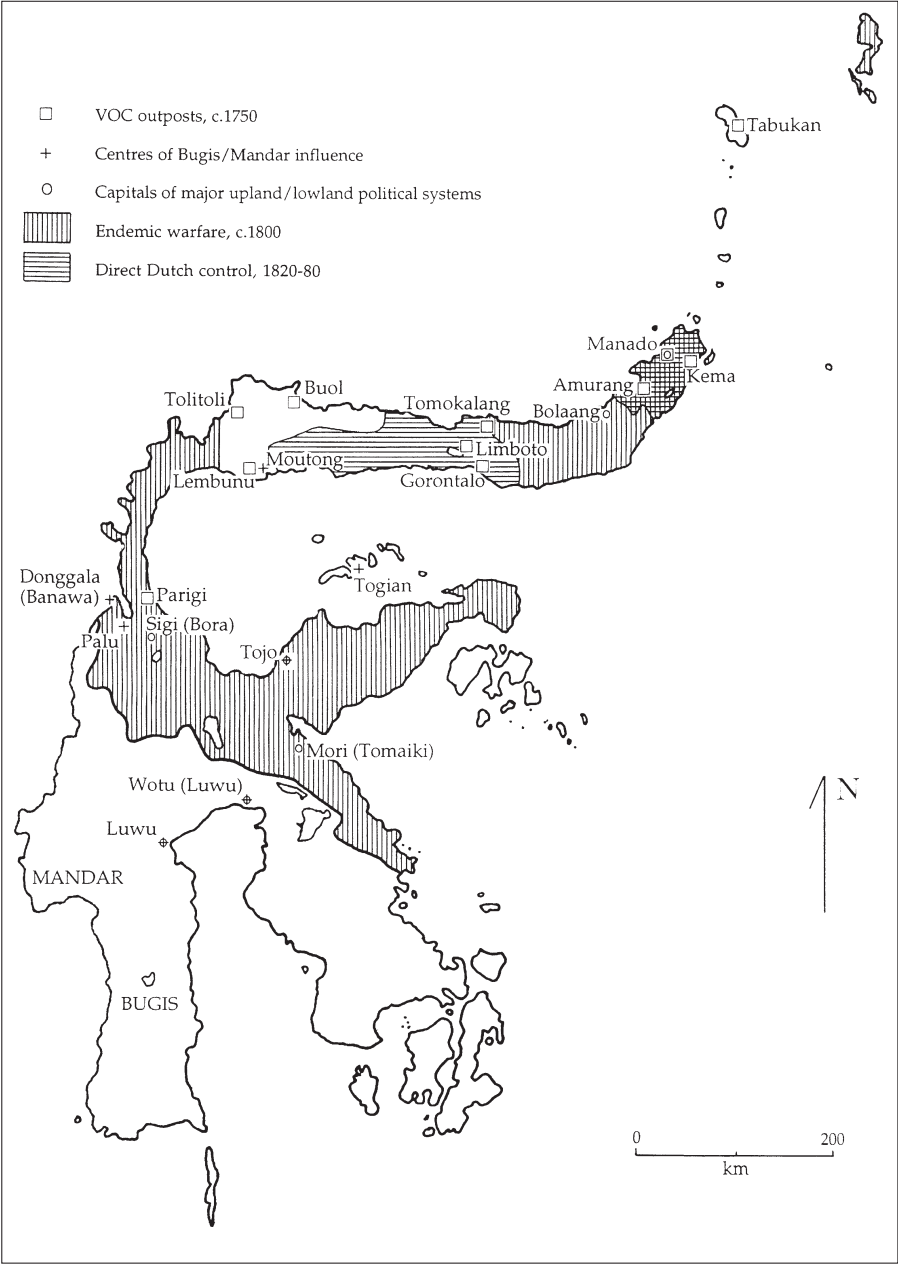 VOC outposts, c.1750
Centres of Bugis/Mandar influence
Capitals of major upland/lowland political systems
Endemic warfare, c.1800
Direct Dutch control, 1820-80
Tabukan
Manado
Kema
Amurang
Buol
Tolitoli
Tomokalang
Bolaang
Limboto
Moutong
Lembunu
Gorontalo
Togian
Donggala
(Banawa)
Parigi
Sigi (Bora)
Palu
Tojo
Mori (Tomaiki)
Wotu (Luwu)
N
Luwu
MANDAR
BUGIS
0 200
km